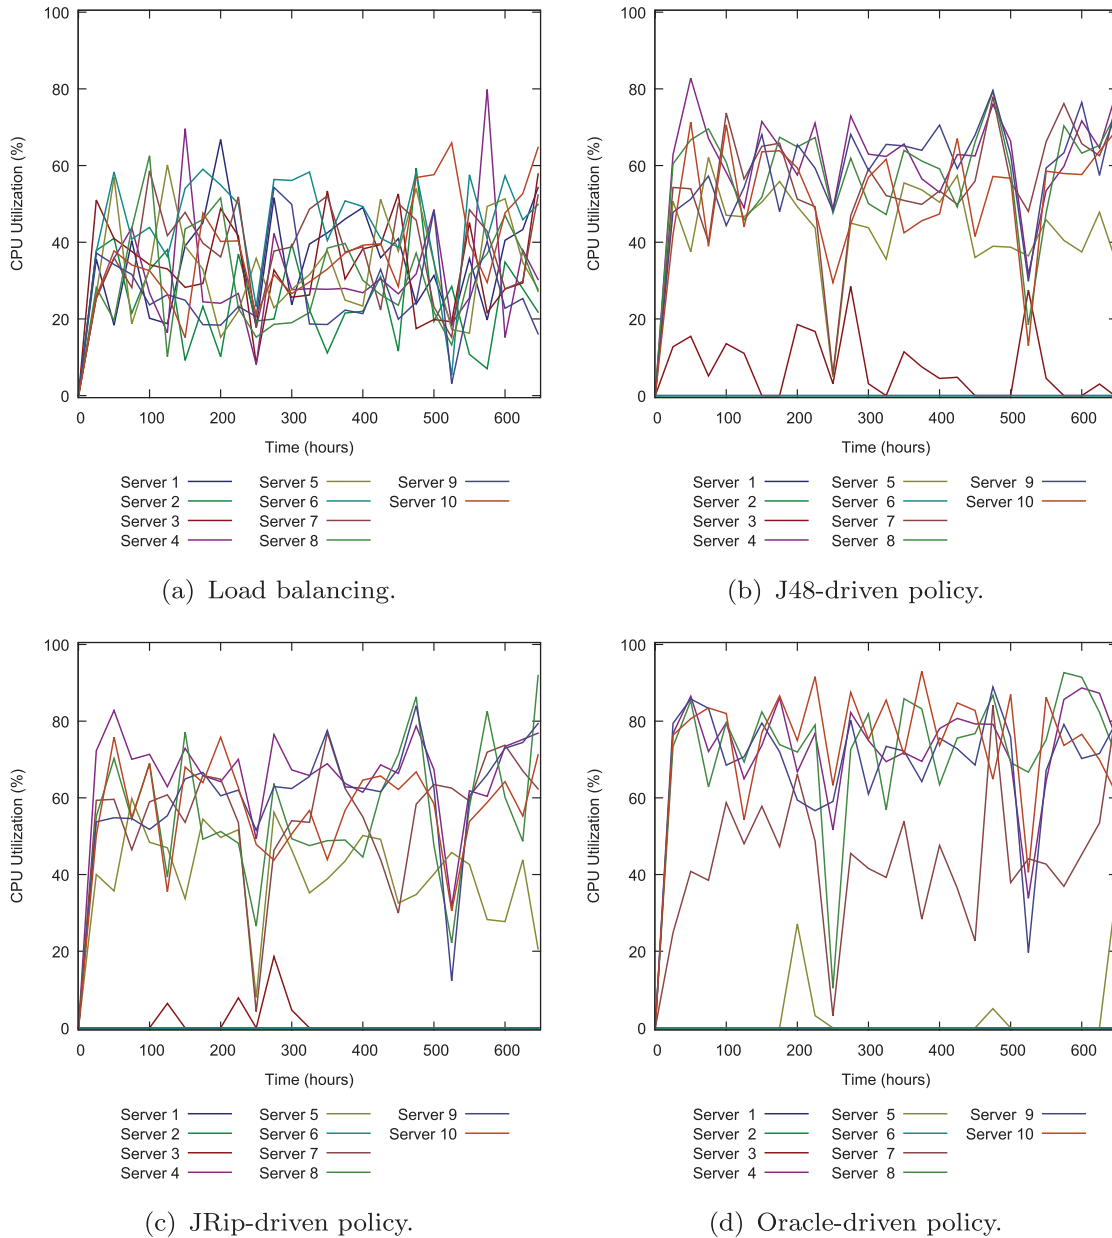 100
80
60
40
20
0
CPU Utilization (%)
0 100 200 300 400 500 600
Time (hours)
Server 1 Server 5 Server 9
Server 2 Server 6 Server 10
Server 3 Server 7
Server 4 Server 8
(a) Load balancing.
100
80
60
40
20
0
CPU Utilization (%)
0 100 200 300 400 500 600
Time (hours)
Server 1 Server 5 Server 9
Server 2 Server 6 Server 10
Server 3 Server 7
Server 4 Server 8
(b) J48-driven policy.
100
80
60
40
20
0
CPU Utilization (%)
0 100 200 300 400 500 600
Time (hours)
Server 1 Server 5 Server 9
Server 2 Server 6 Server 10
Server 3 Server 7
Server 4 Server 8
(c) JRip-driven policy.
100
80
60
40
20
0
CPU Utilization (%)
0 100 200 300 400 500 600
Time (hours)
Server 1 Server 5 Server 9
Server 2 Server 6 Server 10
Server 3 Server 7
Server 4 Server 8
(d) Oracle-driven policy.